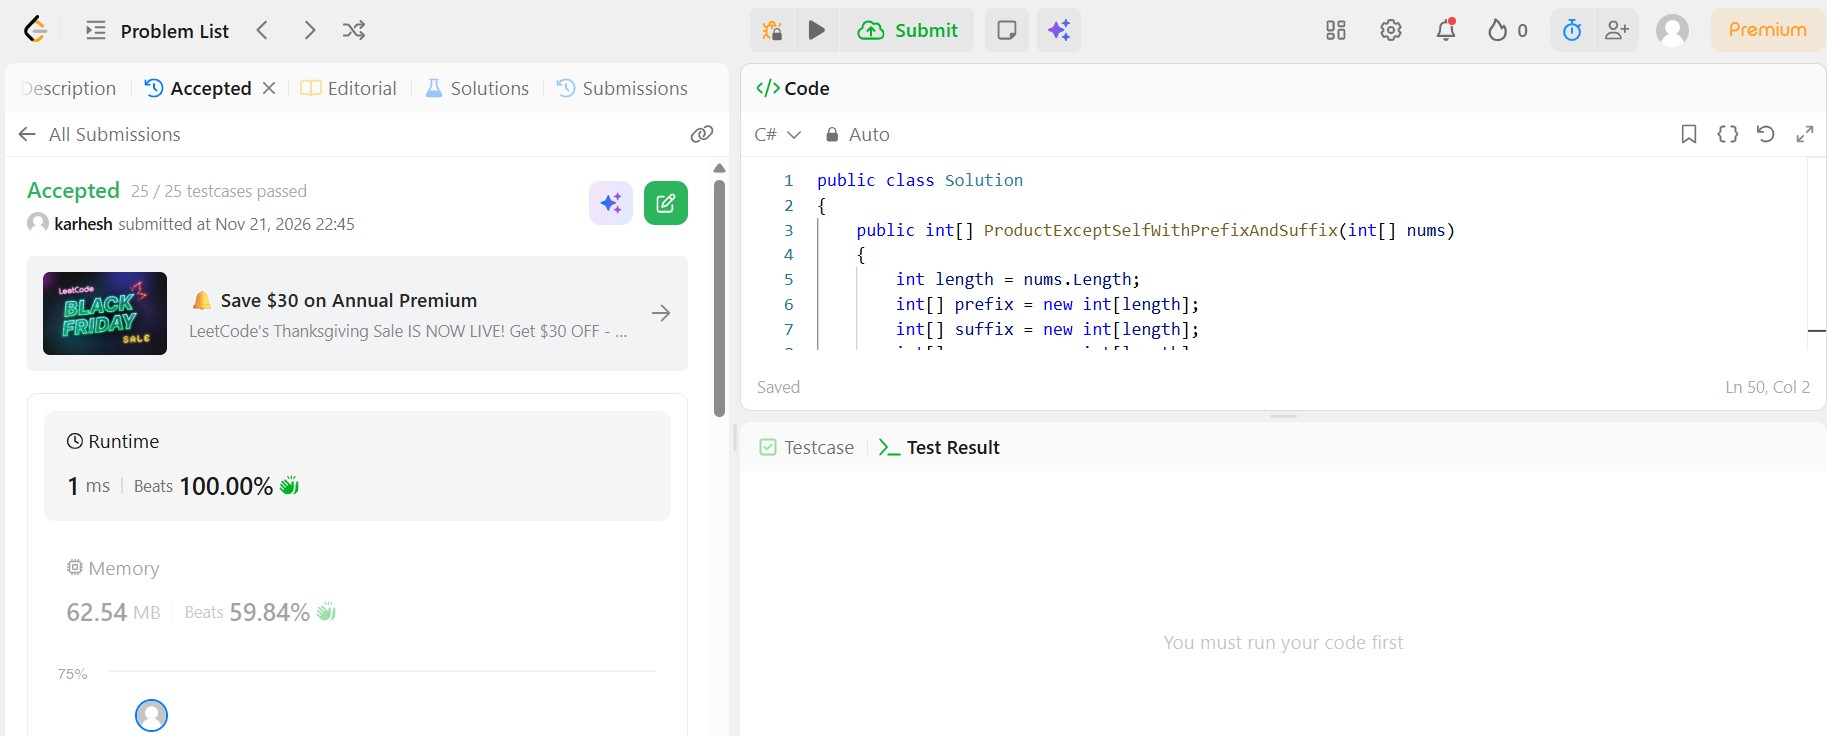 Problem List
Submit
0
Premium
Description
Accepted
Editorial
Solutions
Submissions
All Submissions
Accepted 25 / 25 testcases passed
karhesh submitted at Nov 21, 2026 22:45
LeetCode
BLACK
FRIDAY
SALE
Save $30 on Annual Premium
LeetCode's Thanksgiving Sale IS NOW LIVE! Get $30 OFF - ...
Runtime
1 ms | Beats 100.00%
Memory
62.54 MB | Beats 59.84%
75%
</> Code
C#
Auto
1 public class Solution
2 {
3 public int[] ProductExceptSelfWithPrefixAndSuffix(int[] nums)
4 {
5 int length = nums.Length;
6 int[] prefix = new int[length];
7 int[] suffix = new int[length];
Saved
Ln 50, Col 2
Testcase
Test Result
You must run your code first